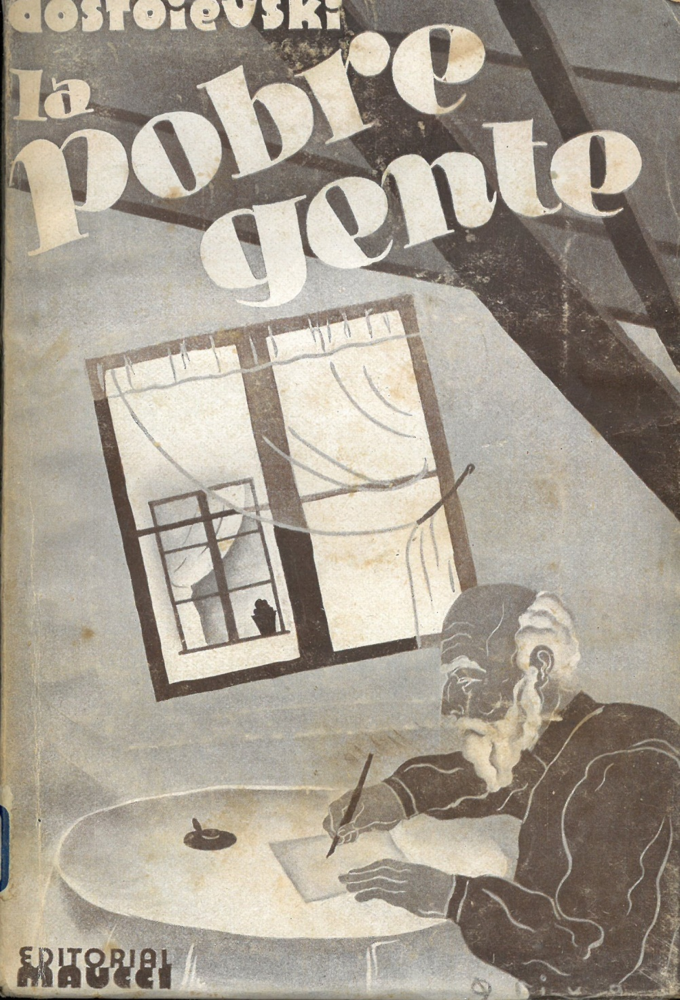 dostoievski
la
pobre
gente
EDITORIAL
MAUCCI